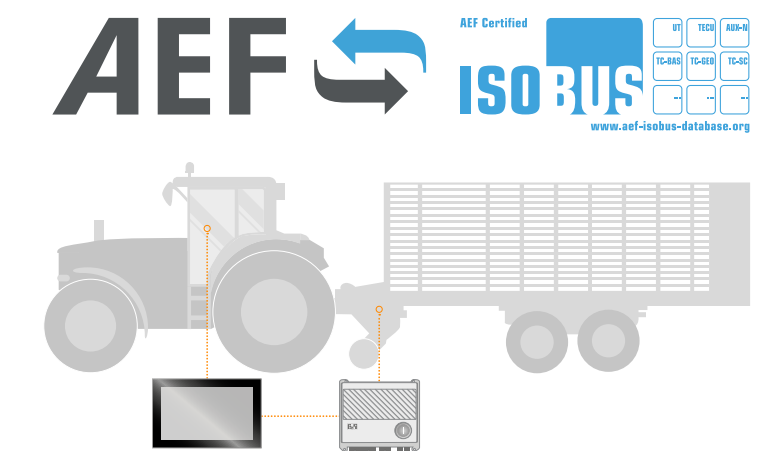 AEF
AEF Certified
ISOBUS
UT TECU AUX-N
TC-BAS TC-GEO TC-SC
-- -- --
www.aef-isobus-database.org